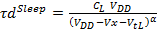 τd^Sleep = C_L V_DD / (V_DD − Vx − V_tL)^α